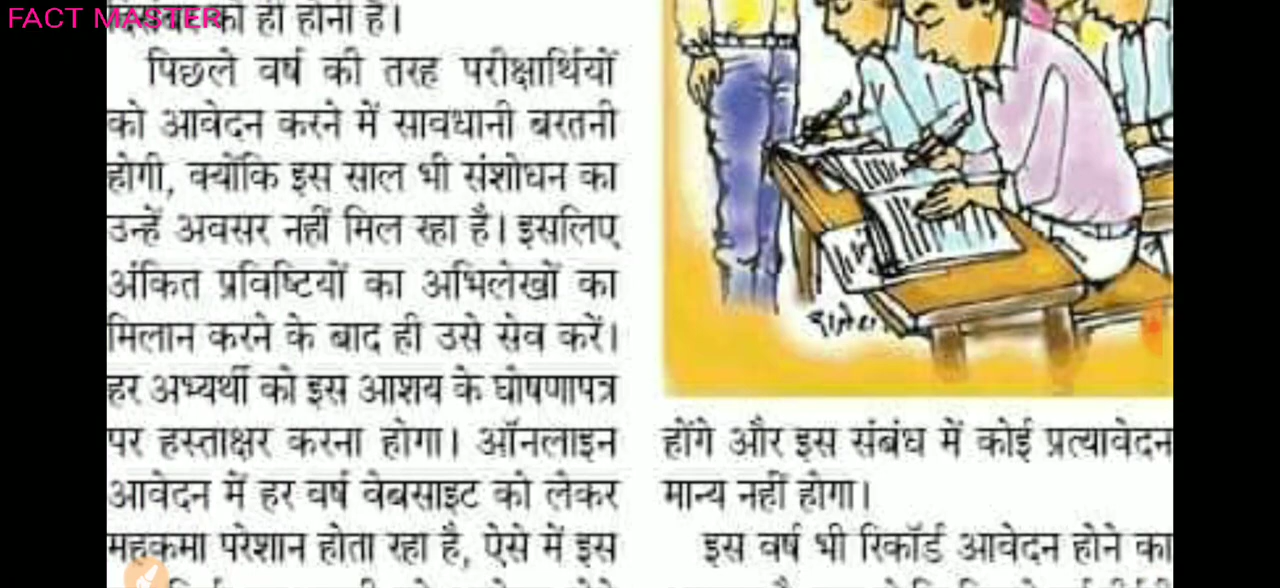 FACT MASTER
को ही होनी है।
पिछले वर्ष की तरह परीक्षार्थियों
को आवेदन करने में सावधानी बरतनी
होगी, क्योंकि इस साल भी संशोधन का
उन्हें अवसर नहीं मिल रहा है। इसलिए
अंकित प्रविष्टियों का अभिलेखों का
मिलान करने के बाद ही उसे सेव करें।
हर अभ्यर्थी को इस आशय के घोषणापत्र
पर हस्ताक्षर करना होगा। ऑनलाइन
आवेदन में हर वर्ष वेबसाइट को लेकर
महकमा परेशान होता रहा है, ऐसे में इस
होंगे और इस संबंध में कोई प्रत्यावेदन
मान्य नहीं होगा।
इस वर्ष भी रिकॉर्ड आवेदन होने का